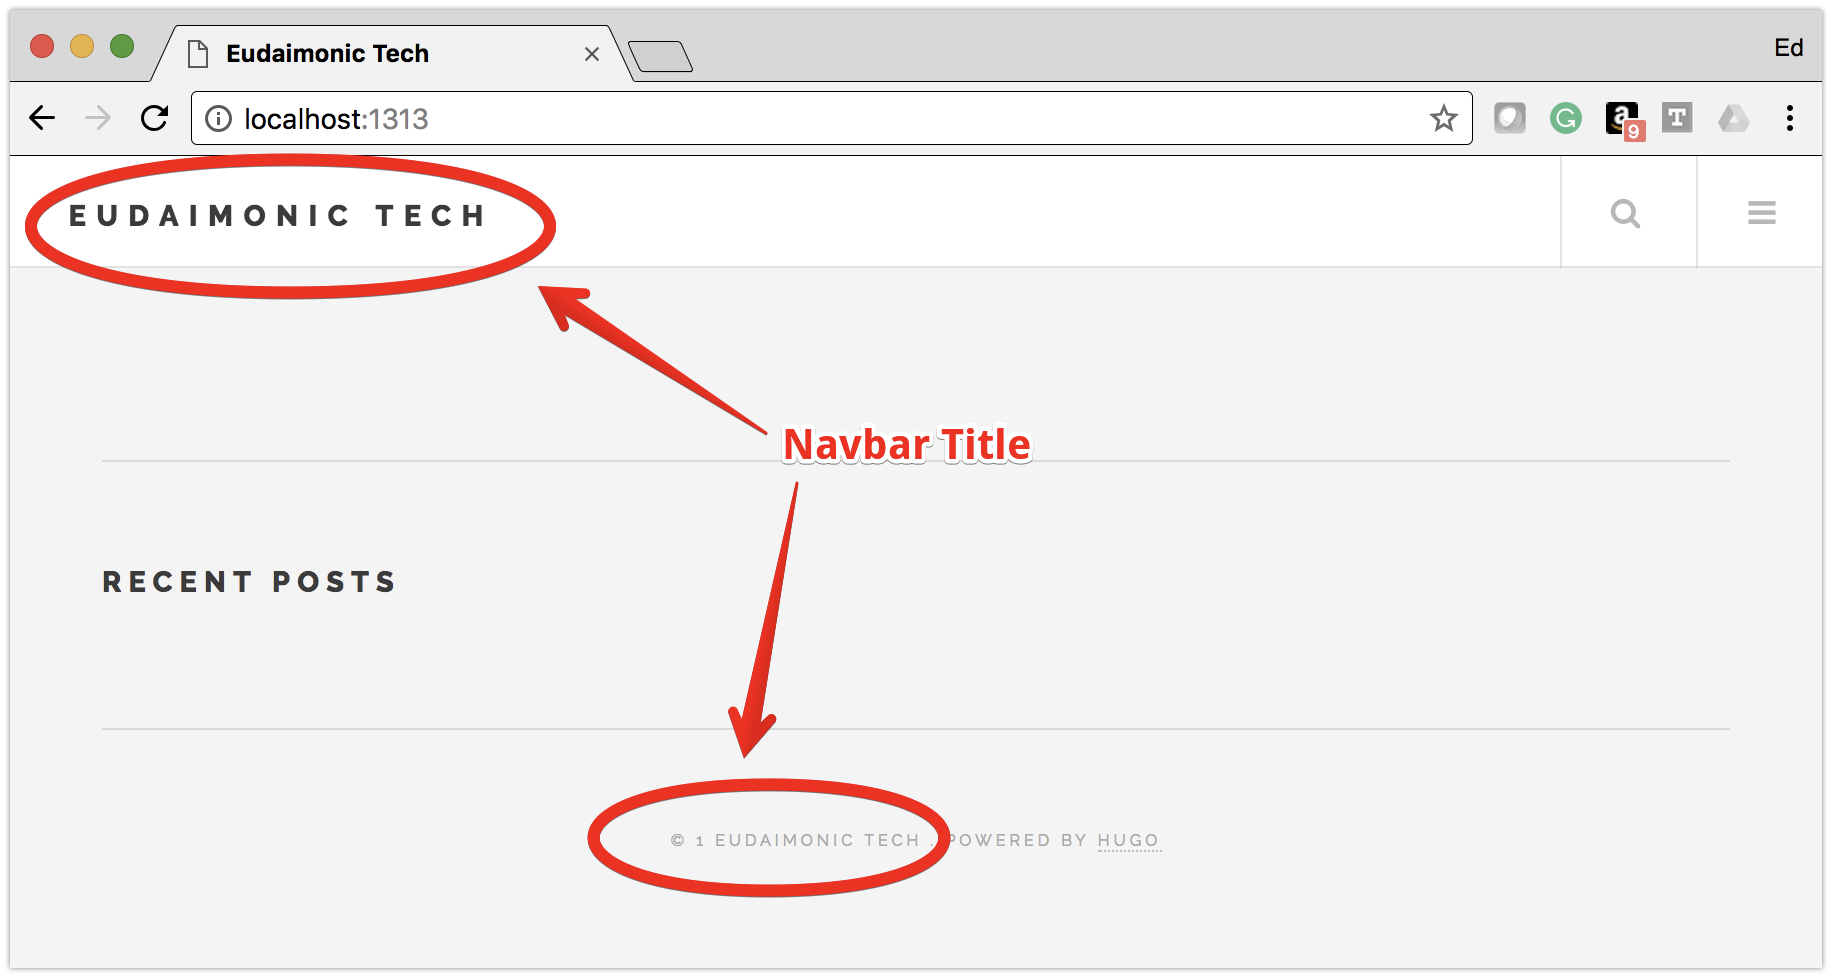 Eudaimonic Tech
Ed
localhost:1313
9
EUDAIMONIC TECH
Navbar Title
RECENT POSTS
© 1 EUDAIMONIC TECH . POWERED BY HUGO